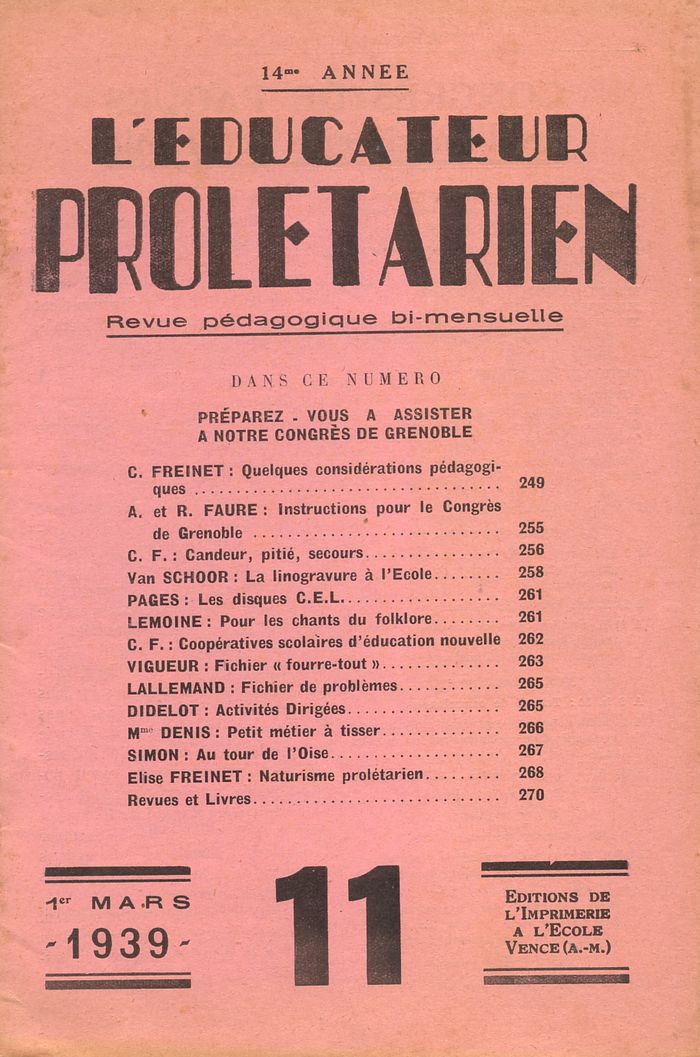 14me ANNEE
L'EDUCATEUR
PROLETARIEN
Revue pédagogique bi-mensuelle
DANS CE NUMERO
PRÉPAREZ - VOUS A ASSISTER
A NOTRE CONGRÈS DE GRENOBLE
C. FREINET : Quelques considérations pédagogi-
ques ................................... 249
A. et R. FAURE : Instructions pour le Congrès
de Grenoble ............................ 255
C. F. : Candeur, pitié, secours ................ 256
Van SCHOOR : La linogravure à l'Ecole ........ 258
PAGES : Les disques C.E.L. ................... 261
LEMOINE : Pour les chants du folklore ........ 261
C. F. : Coopératives scolaires d'éducation nouvelle 262
VIGUEUR : Fichier « fourre-tout » .............. 263
LALLEMAND : Fichier de problèmes ............ 265
DIDELOT : Activités Dirigées .................. 265
Mme DENIS : Petit métier à tisser .............. 266
SIMON : Au tour de l'Oise .................... 267
Elise FREINET : Naturisme prolétarien ......... 268
Revues et Livres ............................. 270
1er MARS
- 1939 -
11
EDITIONS DE
L'IMPRIMERIE
A L'ECOLE
VENCE (A.-M.)